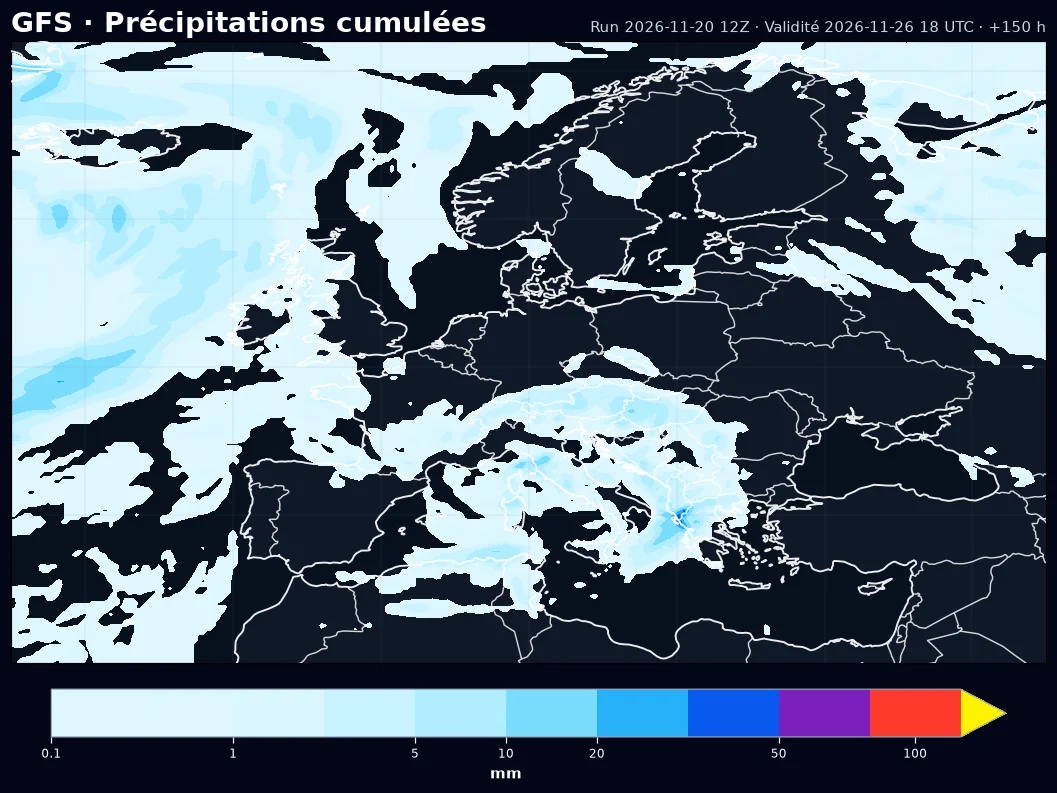 GFS · Précipitations cumulées
Run 2026-11-20 12Z · Validité 2026-11-26 18 UTC · +150 h
0.1 1 5 10 20 50 100
mm